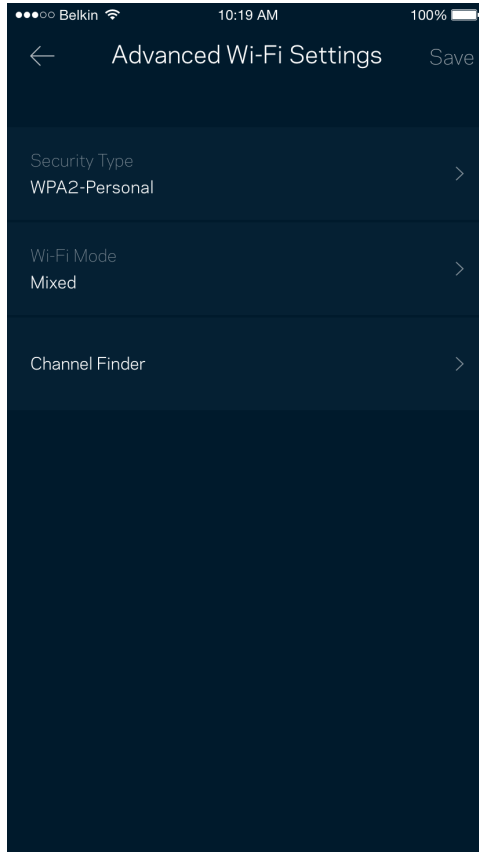 Belkin 10:19 AM 100%
Advanced Wi-Fi Settings Save
Security Type
WPA2-Personal
Wi-Fi Mode
Mixed
Channel Finder